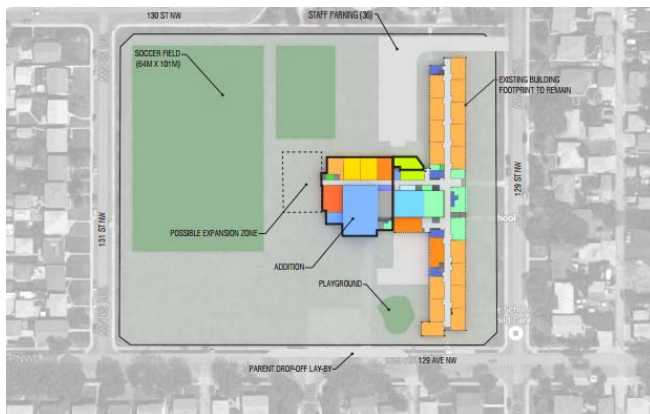 130 ST NW
STAFF PARKING (36)
SOCCER FIELD
(64M X 101M)
EXISTING BUILDING
FOOTPRINT TO REMAIN
129 ST NW
131 ST NW
POSSIBLE EXPANSION ZONE
ADDITION
PLAYGROUND
129 AVE NW
PARENT DROP-OFF LAY-BY